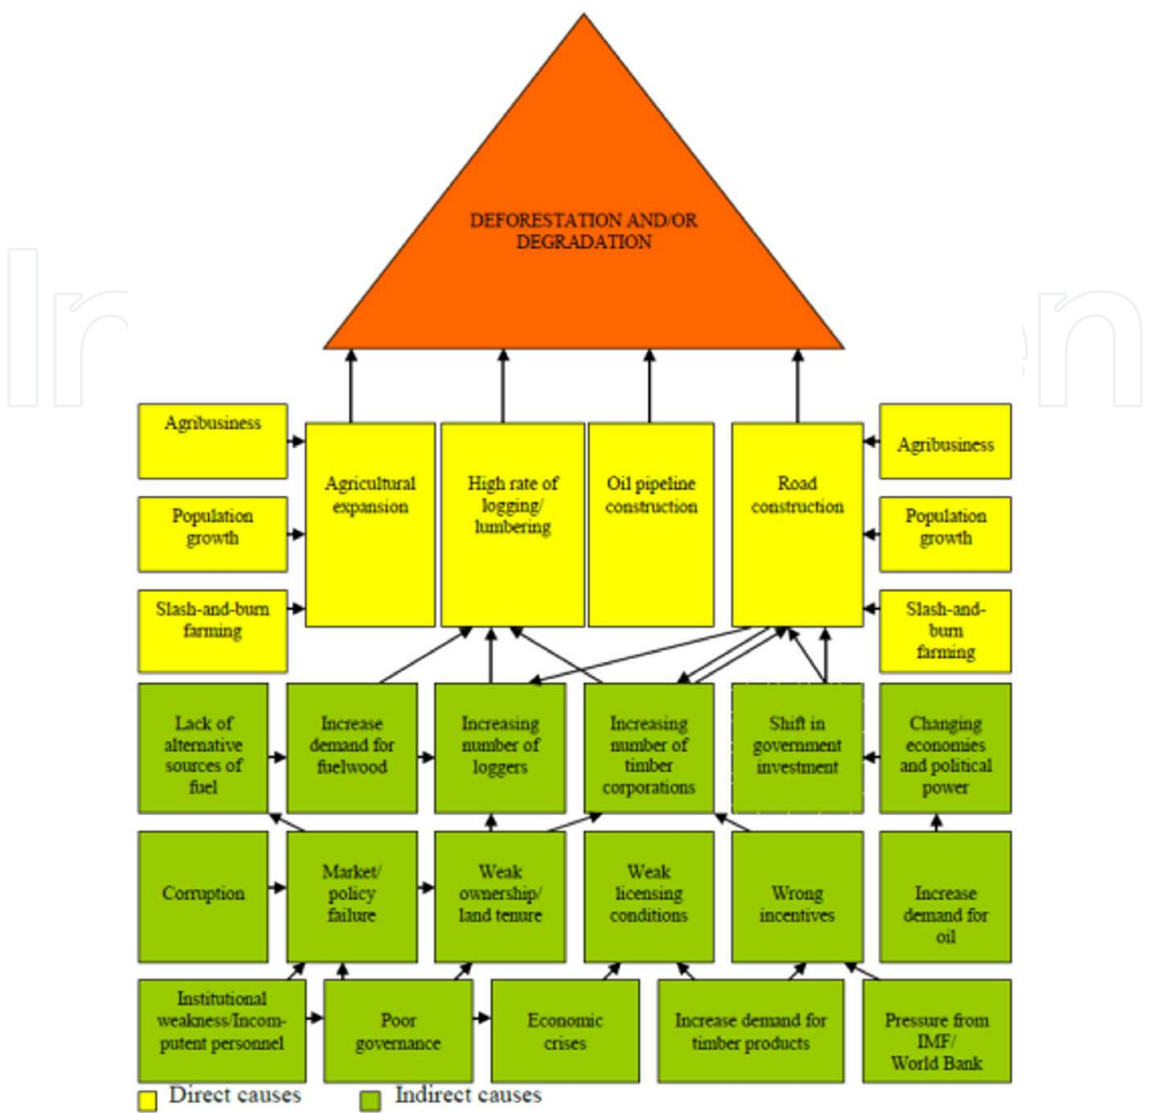 DEFORESTATION AND/OR
DEGRADATION
Agribusiness
Population
growth
Slash-and-burn
farming
Agricultural
expansion
High rate of
logging/
lumbering
Oil pipeline
construction
Road
construction
Agribusiness
Population
growth
Slash-and-
burn
farming
Lack of
alternative
sources of
fuel
Increase
demand for
fuelwood
Increasing
number of
loggers
Increasing
number of
timber
corporations
Shift in
government
investment
Changing
economies
and political
power
Corruption
Market/
policy
failure
Weak
ownership/
land tenure
Weak
licensing
conditions
Wrong
incentives
Increase
demand for
oil
Institutional
weakness/Incom-
putent personnel
Poor
governance
Economic
crises
Increase demand for
timber products
Pressure from
IMF/
World Bank
Direct causes
Indirect causes